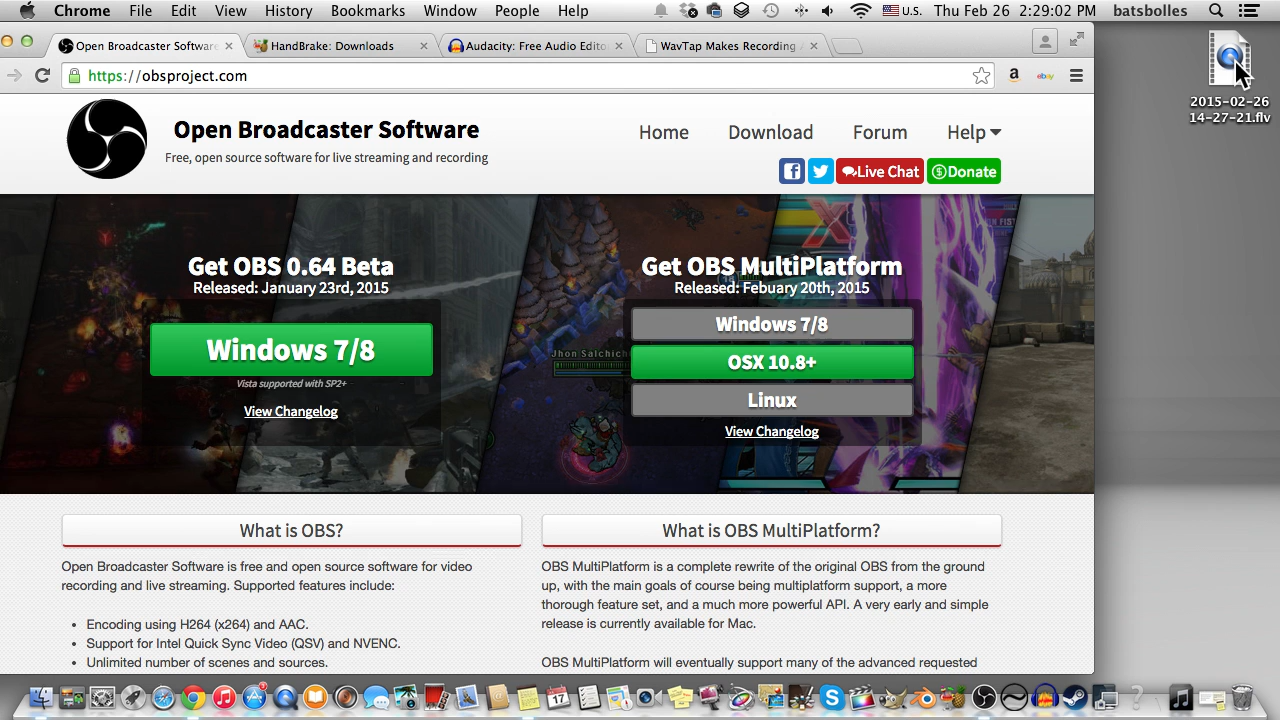 Chrome File Edit View History Bookmarks Window People Help U.S. Thu Feb 26 2:29:02 PM batsbolles
Open Broadcaster Software HandBrake: Downloads Audacity: Free Audio Editor WavTap Makes Recording
https://obsproject.com
a ebay
2015-02-26
14-27-21.flv
Open Broadcaster Software
Free, open source software for live streaming and recording
Home Download Forum Help
Live Chat Donate
Get OBS 0.64 Beta
Released: January 23rd, 2015
Windows 7/8
Vista supported with SP2+
View Changelog
Get OBS MultiPlatform
Released: Febuary 20th, 2015
Windows 7/8
OSX 10.8+
Linux
View Changelog
Jhon Salchich
What is OBS?
Open Broadcaster Software is free and open source software for video
recording and live streaming. Supported features include:
Encoding using H264 (x264) and AAC.
Support for Intel Quick Sync Video (QSV) and NVENC.
Unlimited number of scenes and sources.
What is OBS MultiPlatform?
OBS MultiPlatform is a complete rewrite of the original OBS from the ground
up, with the main goals of course being multiplatform support, a more
thorough feature set, and a much more powerful API. A very early and simple
release is currently available for Mac.
OBS MultiPlatform will eventually support many of the advanced requested
17